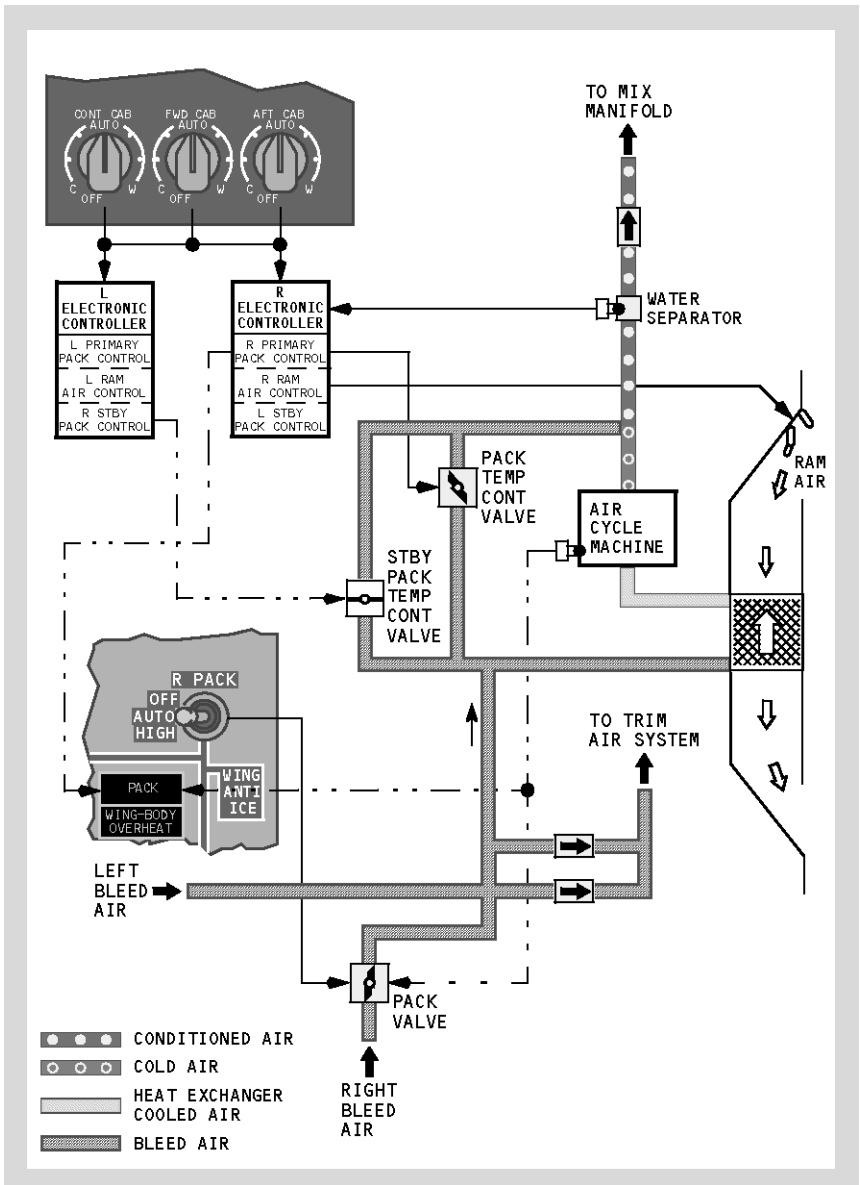 CONT CAB
AUTO
C
W
OFF
FWD CAB
AUTO
C
W
OFF
AFT CAB
AUTO
C
W
OFF
TO MIX
MANIFOLD
L
ELECTRONIC
CONTROLLER
L PRIMARY
PACK CONTROL
L RAM
AIR CONTROL
R STBY
PACK CONTROL
R
ELECTRONIC
CONTROLLER
R PRIMARY
PACK CONTROL
R RAM
AIR CONTROL
L STBY
PACK CONTROL
WATER
SEPARATOR
RAM
AIR
PACK
TEMP
CONT
VALVE
AIR
CYCLE
MACHINE
STBY
PACK
TEMP
CONT
VALVE
R PACK
OFF
AUTO
HIGH
PACK
WING-BODY
OVERHEAT
WING
ANTI
ICE
TO TRIM
AIR SYSTEM
LEFT
BLEED
AIR
PACK
VALVE
RIGHT
BLEED
AIR
CONDITIONED AIR
COLD AIR
HEAT EXCHANGER
COOLED AIR
BLEED AIR